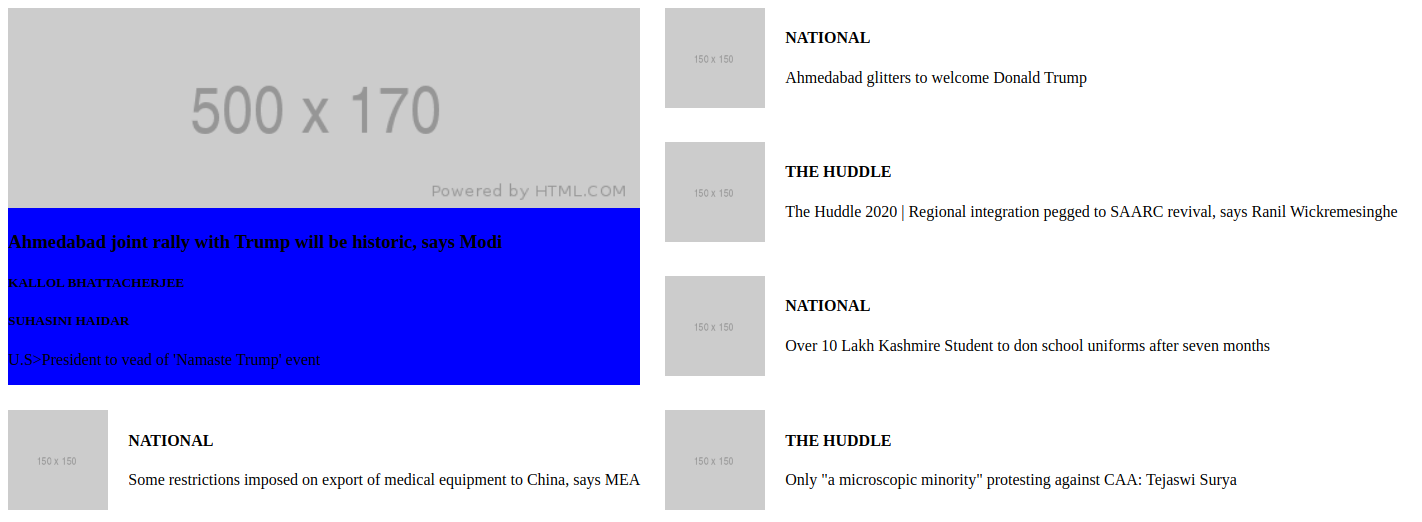 500 x 170
Powered by HTML.COM
Ahmedabad joint rally with Trump will be historic, says Modi
KALLOL BHATTACHERJEE
SUHASINI HAIDAR
U.S>President to vead of 'Namaste Trump' event
150 x 150
NATIONAL
Some restrictions imposed on export of medical equipment to China, says MEA
150 x 150
NATIONAL
Ahmedabad glitters to welcome Donald Trump
150 x 150
THE HUDDLE
The Huddle 2020 | Regional integration pegged to SAARC revival, says Ranil Wickremesinghe
150 x 150
NATIONAL
Over 10 Lakh Kashmire Student to don school uniforms after seven months
150 x 150
THE HUDDLE
Only "a microscopic minority" protesting against CAA: Tejaswi Surya